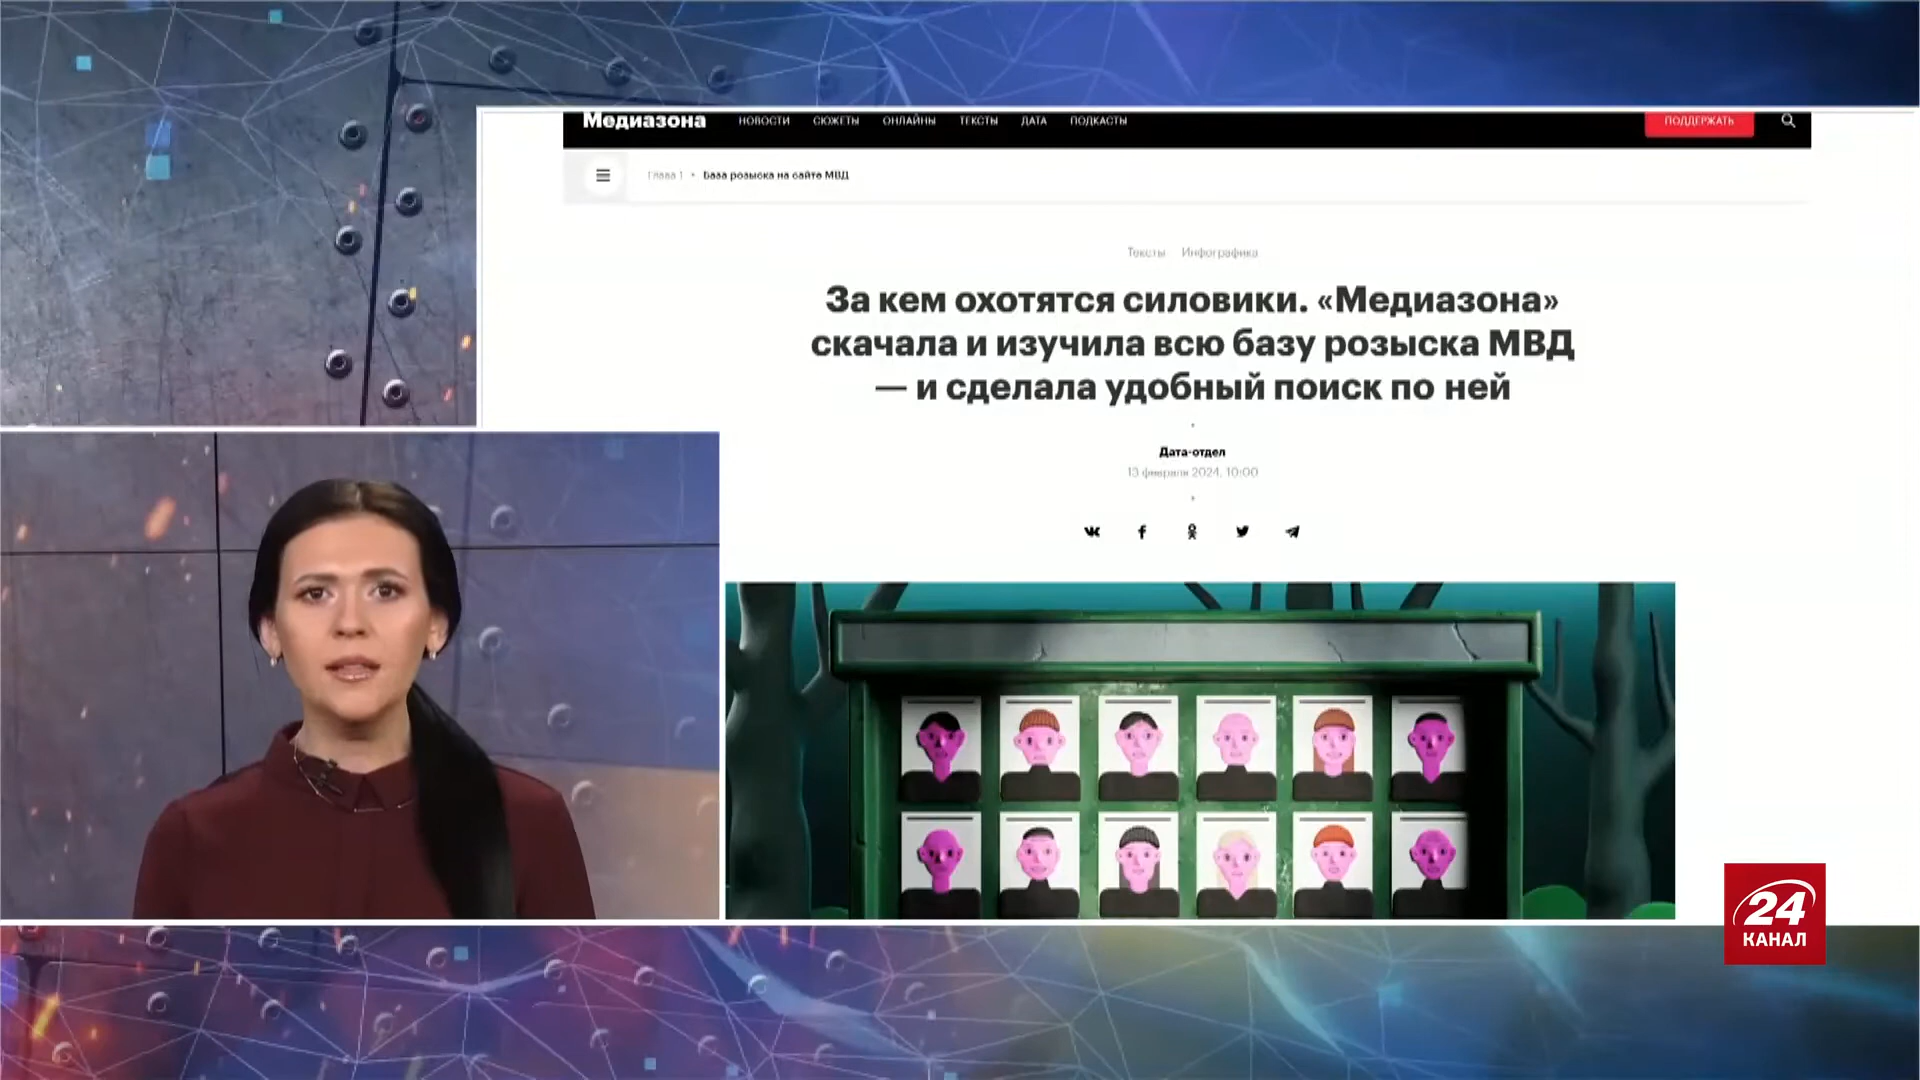 Медиазона
НОВОСТИ СЮЖЕТЫ ОНЛАЙНЫ ТЕКСТЫ ДАТА ПОДКАСТЫ
ПОДДЕРЖАТЬ
Глава 1 • База розыска на сайте МВД
Тексты Инфографика
За кем охотятся силовики. «Медиазона»
скачала и изучила всю базу розыска МВД
— и сделала удобный поиск по ней
Дата-отдел
13 февраля 2024, 10:00
24
КАНАЛ